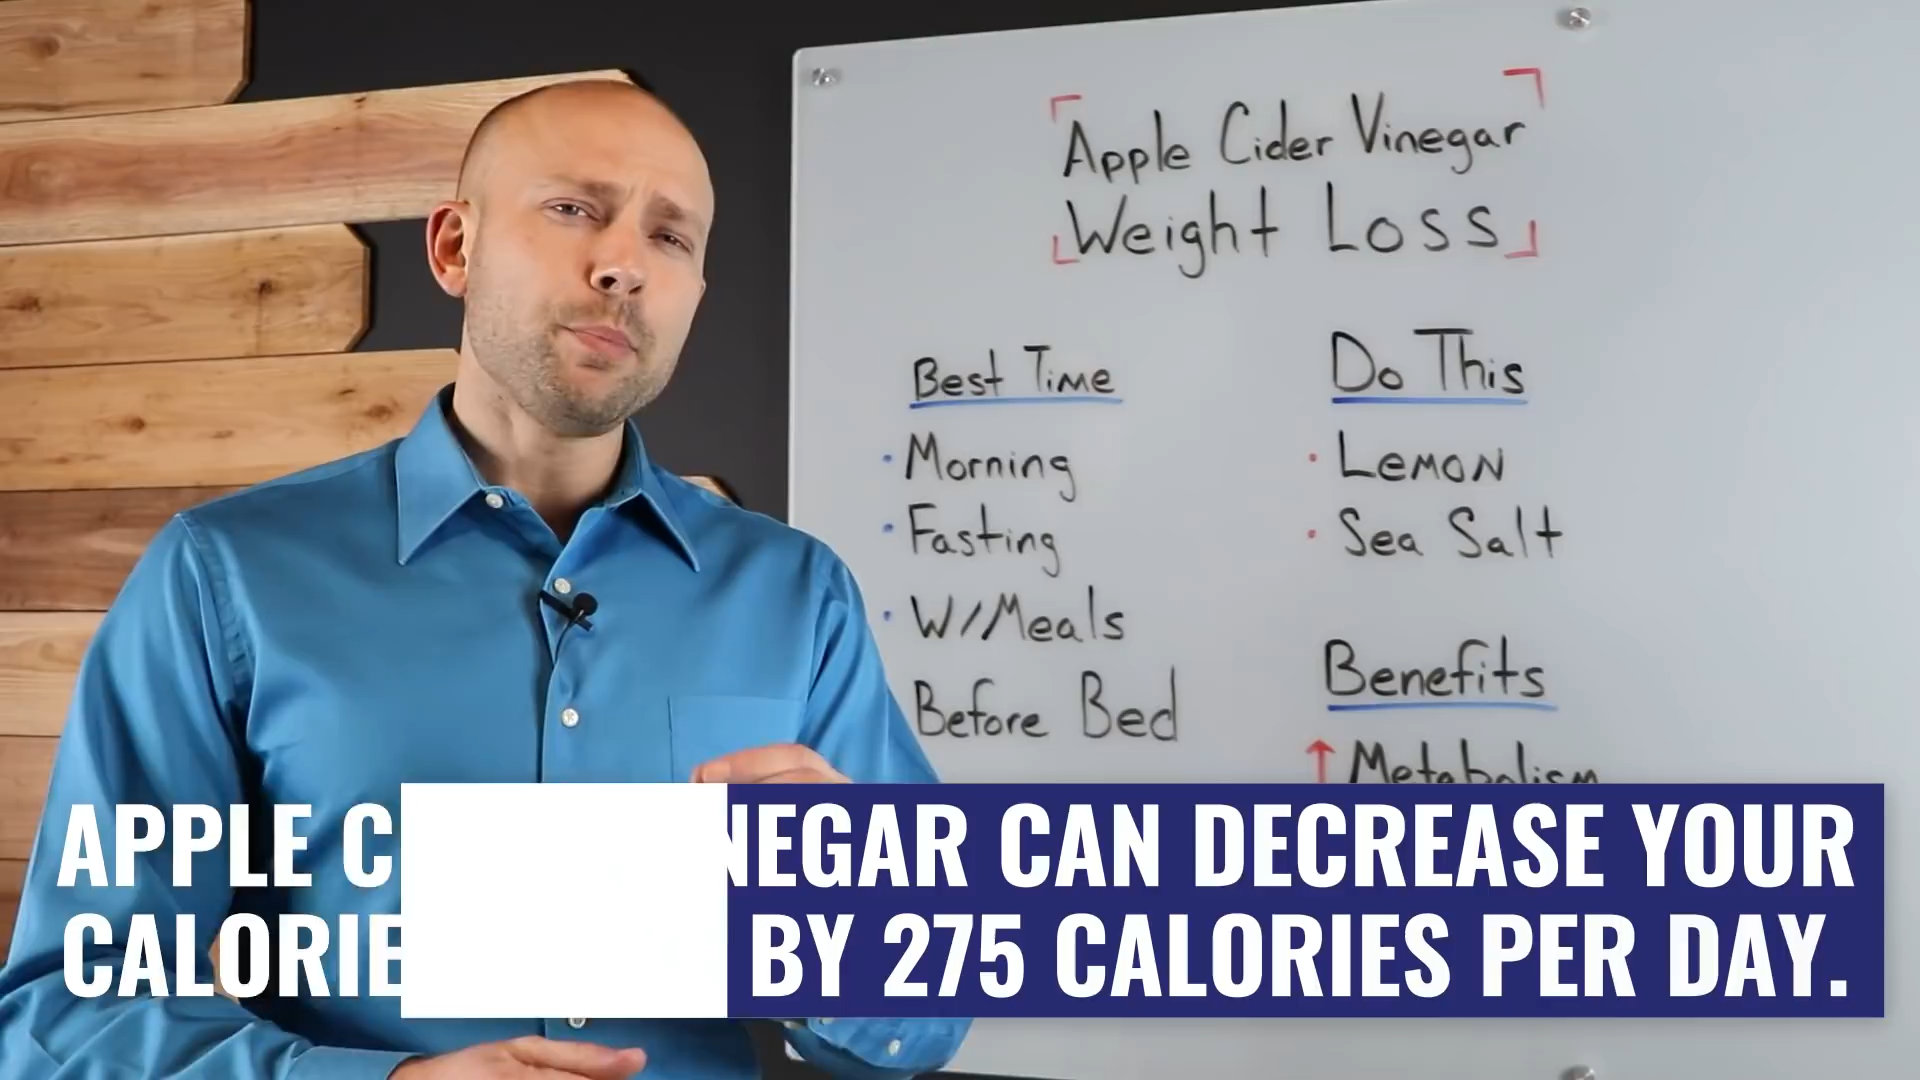 Apple Cider Vinegar
Weight Loss
Best Time
• Morning
• Fasting
• W/Meals
Before Bed
Do This
• Lemon
• Sea Salt
Benefits
↑ Metabolism
APPLE C NEGAR CAN DECREASE YOUR
CALORIE BY 275 CALORIES PER DAY.